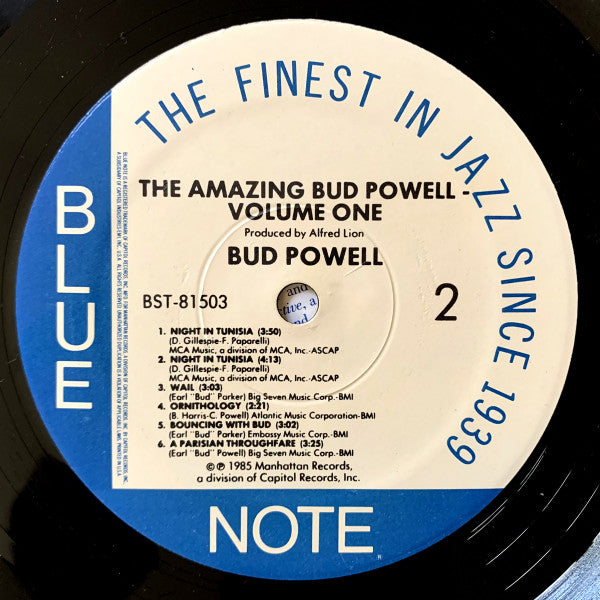 THE FINEST IN JAZZ SINCE 1939
BLUE
NOTE
THE AMAZING BUD POWELL -
VOLUME ONE
Produced by Alfred Lion
BUD POWELL
BST-81503
2
and
tive, a
1. NIGHT IN TUNISIA (3:50)
(D. Gillespie-F. Paparelli)
MCA Music, a division of MCA, Inc.-ASCAP
2. NIGHT IN TUNISIA (4:13)
(D. Gillespie-F. Paparelli)
MCA Music, a division of MCA, Inc.-ASCAP
3. WAIL (3:03)
(Earl "Bud" Parker) Big Seven Music Corp.-BMI
4. ORNITHOLOGY (2:21)
(B. Harris-C. Powell) Atlantic Music Corporation-BMI
5. BOUNCING WITH BUD (3:02)
(Earl "Bud" Parker) Embassy Music Corp.-BMI
6. A PARISIAN THROUGHFARE (3:25)
(Earl "Bud" Powell) Big Seven Music Corp.-BMI
©℗ 1985 Manhattan Records,
a division of Capitol Records, Inc.